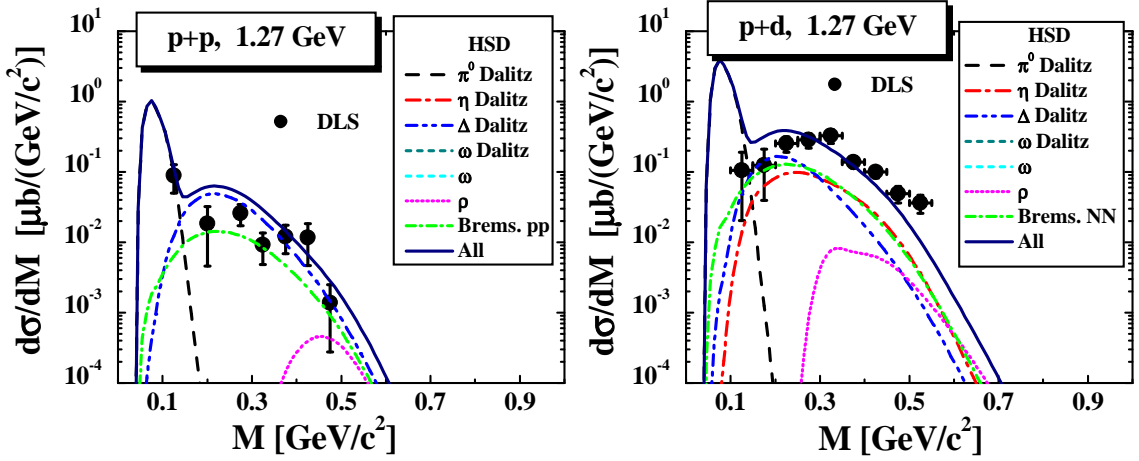 p+p, 1.27 GeV
HSD
π⁰ Dalitz
η Dalitz
Δ Dalitz
ω Dalitz
ω
ρ
Brems. pp
All
DLS
dσ/dM [μb/(GeV/c²)]
10¹
10⁰
10⁻¹
10⁻²
10⁻³
10⁻⁴
0.1 0.3 0.5 0.7 0.9
M [GeV/c²]
p+d, 1.27 GeV
HSD
π⁰ Dalitz
η Dalitz
Δ Dalitz
ω Dalitz
ω
ρ
Brems. NN
All
DLS
dσ/dM [μb/(GeV/c²)]
10¹
10⁰
10⁻¹
10⁻²
10⁻³
10⁻⁴
0.1 0.3 0.5 0.7 0.9
M [GeV/c²]